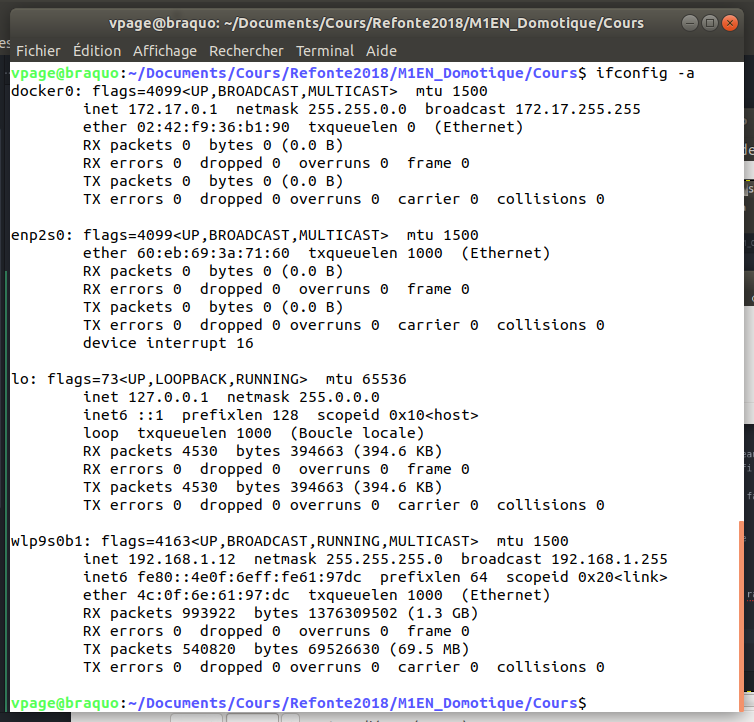 vpage@braquo: ~/Documents/Cours/Refonte2018/M1EN_Domotique/Cours
Fichier Édition Affichage Rechercher Terminal Aide
vpage@braquo:~/Documents/Cours/Refonte2018/M1EN_Domotique/Cours$ ifconfig -a
docker0: flags=4099<UP,BROADCAST,MULTICAST>  mtu 1500
        inet 172.17.0.1  netmask 255.255.0.0  broadcast 172.17.255.255
        ether 02:42:f9:36:b1:90  txqueuelen 0  (Ethernet)
        RX packets 0  bytes 0 (0.0 B)
        RX errors 0  dropped 0  overruns 0  frame 0
        TX packets 0  bytes 0 (0.0 B)
        TX errors 0  dropped 0 overruns 0  carrier 0  collisions 0

enp2s0: flags=4099<UP,BROADCAST,MULTICAST>  mtu 1500
        ether 60:eb:69:3a:71:60  txqueuelen 1000  (Ethernet)
        RX packets 0  bytes 0 (0.0 B)
        RX errors 0  dropped 0  overruns 0  frame 0
        TX packets 0  bytes 0 (0.0 B)
        TX errors 0  dropped 0 overruns 0  carrier 0  collisions 0
        device interrupt 16

lo: flags=73<UP,LOOPBACK,RUNNING>  mtu 65536
        inet 127.0.0.1  netmask 255.0.0.0
        inet6 ::1  prefixlen 128  scopeid 0x10<host>
        loop  txqueuelen 1000  (Boucle locale)
        RX packets 4530  bytes 394663 (394.6 KB)
        RX errors 0  dropped 0  overruns 0  frame 0
        TX packets 4530  bytes 394663 (394.6 KB)
        TX errors 0  dropped 0 overruns 0  carrier 0  collisions 0

wlp9s0b1: flags=4163<UP,BROADCAST,RUNNING,MULTICAST>  mtu 1500
        inet 192.168.1.12  netmask 255.255.255.0  broadcast 192.168.1.255
        inet6 fe80::4e0f:6eff:fe61:97dc  prefixlen 64  scopeid 0x20<link>
        ether 4c:0f:6e:61:97:dc  txqueuelen 1000  (Ethernet)
        RX packets 993922  bytes 1376309502 (1.3 GB)
        RX errors 0  dropped 0  overruns 0  frame 0
        TX packets 540820  bytes 69526630 (69.5 MB)
        TX errors 0  dropped 0 overruns 0  carrier 0  collisions 0

vpage@braquo:~/Documents/Cours/Refonte2018/M1EN_Domotique/Cours$